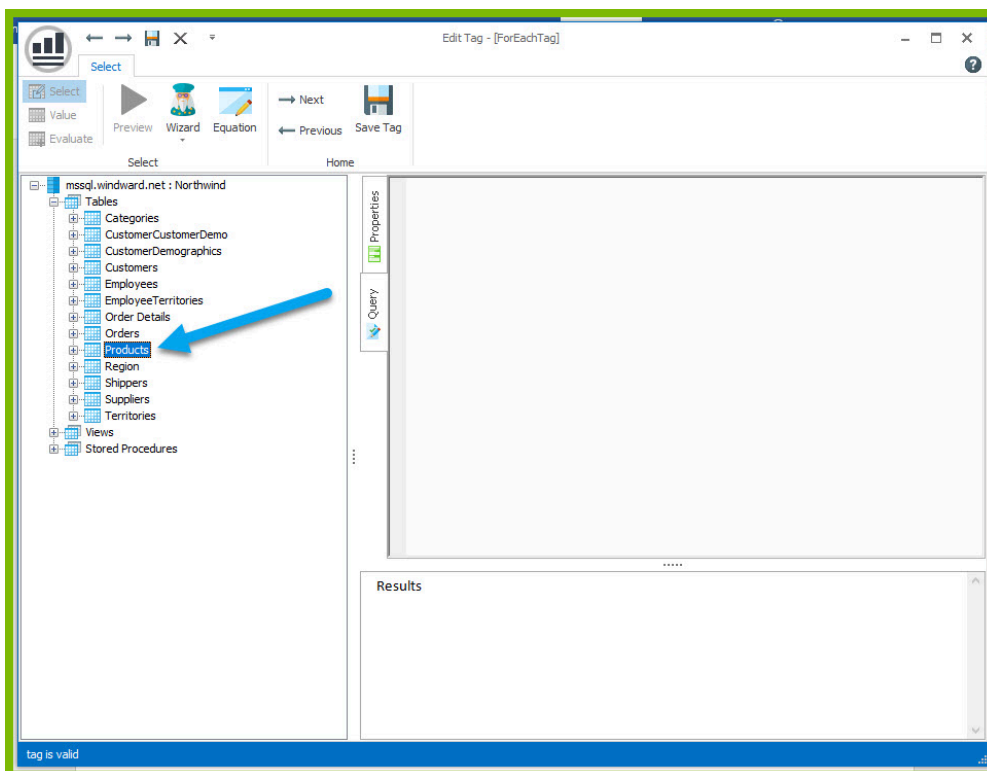 Edit Tag - [ForEachTag]
Select
Select
Value
Evaluate
Preview
Wizard
Equation
Next
Previous
Save Tag
Select
Home
mssql.windward.net : Northwind
Tables
Categories
CustomerCustomerDemo
CustomerDemographics
Customers
Employees
EmployeeTerritories
Order Details
Orders
Products
Region
Shippers
Suppliers
Territories
Views
Stored Procedures
Properties
Query
Results
tag is valid